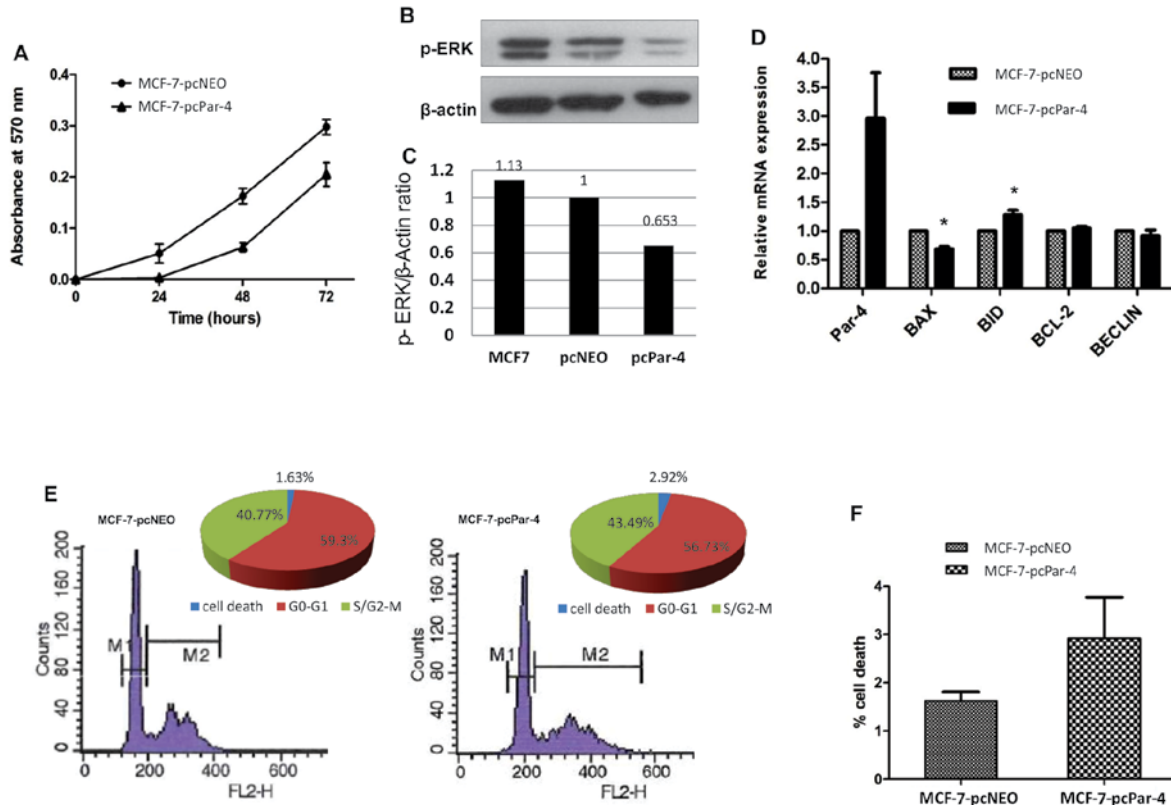 A
MCF-7-pcNEO
MCF-7-pcPar-4
Absorbance at 570 nm
0.4
0.3
0.2
0.1
0.0
0 24 48 72
Time (hours)
B
p-ERK
β-actin
C
p- ERK/β-Actin ratio
1.2
1
0.8
0.6
0.4
0.2
0
1.13
1
0.653
MCF7 pcNEO pcPar-4
D
MCF-7-pcNEO
MCF-7-pcPar-4
Relative mRNA expression
4.0
3.5
3.0
2.5
2.0
1.5
1.0
0.5
0.0
* *
Par-4 BAX BID BCL-2 BECLIN
E
MCF-7-pcNEO
1.63%
40.77%
59.3%
cell death G0-G1 S/G2-M
Counts
200
160
120
80
40
0
M1
M2
0 200 400 600
FL2-H
MCF-7-pcPar-4
2.92%
43.49%
56.73%
cell death G0-G1 S/G2-M
Counts
200
160
120
80
40
0
M1
M2
0 200 400 600
FL2-H
F
MCF-7-pcNEO
MCF-7-pcPar-4
% cell death
4
3
2
1
0
MCF-7-pcNEO MCF-7-pcPar-4